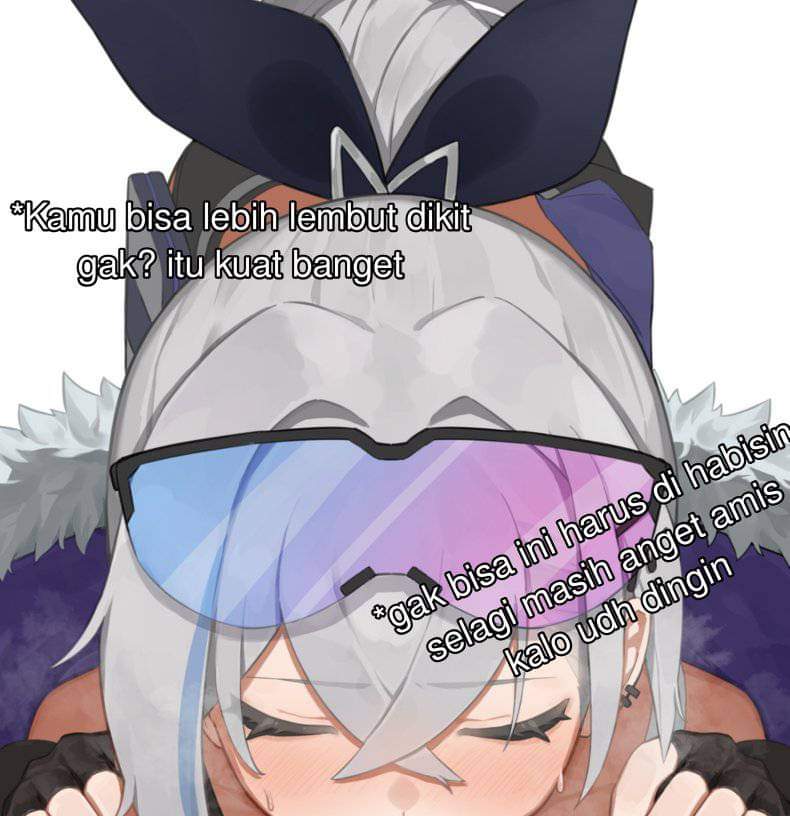 *Kamu bisa lebih lembut dikit
gak? itu kuat banget
*gak bisa ini harus di habisin
selagi masih anget amis
kalo udh dingin